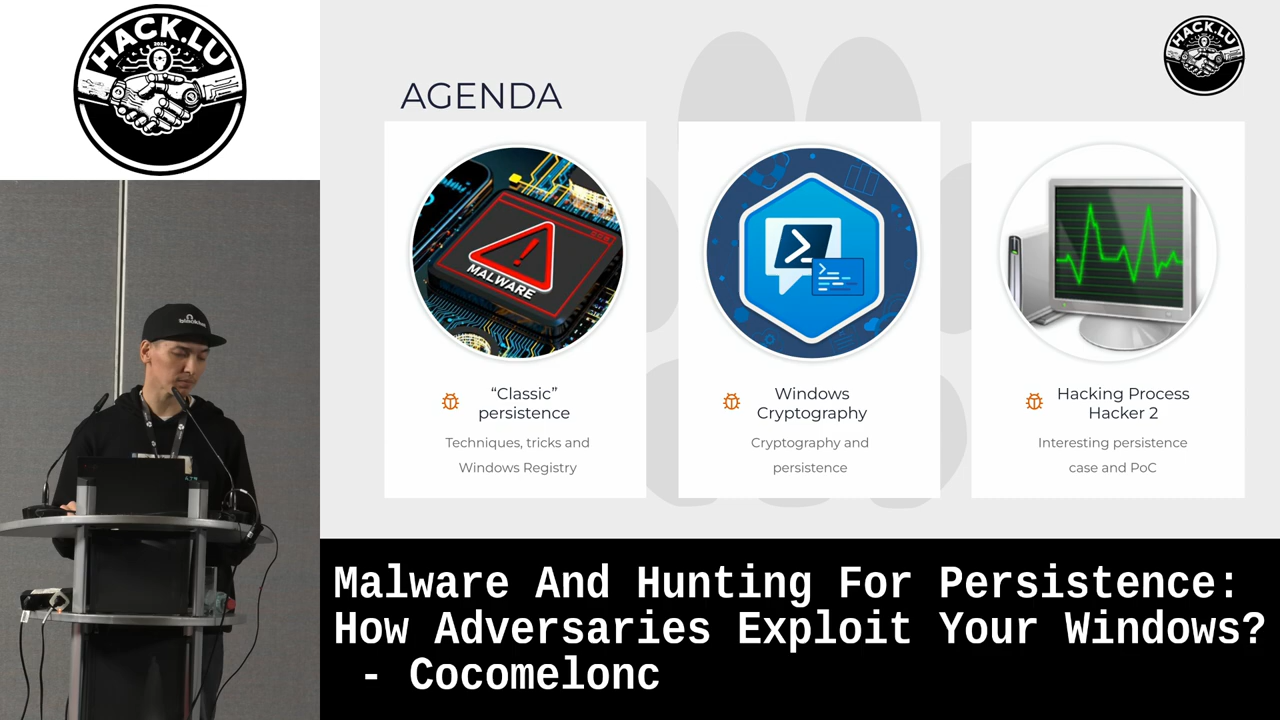 HACK.LU
2024
AGENDA
HACK.LU
MALWARE
"Classic"
persistence
Techniques, tricks and
Windows Registry
Windows
Cryptography
Cryptography and
persistence
Hacking Process
Hacker 2
Interesting persistence
case and PoC
Malware And Hunting For Persistence:
How Adversaries Exploit Your Windows?
- Cocomelonc